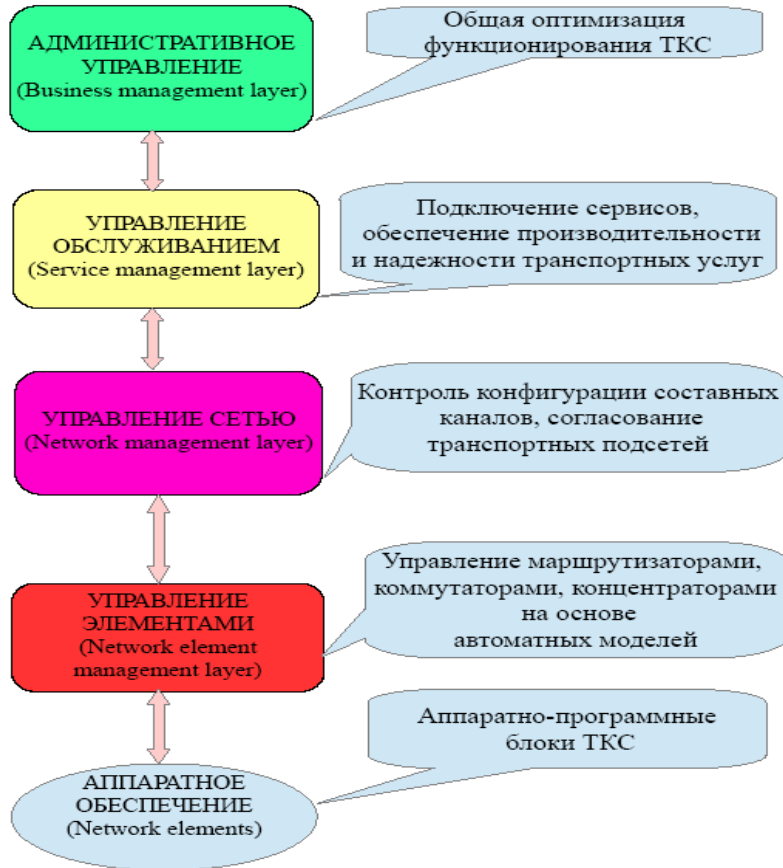 АДМИНИСТРАТИВНОЕ
УПРАВЛЕНИЕ
(Business management layer)
Общая оптимизация
функционирования ТКС
УПРАВЛЕНИЕ
ОБСЛУЖИВАНИЕМ
(Service management layer)
Подключение сервисов,
обеспечение производительности
и надежности транспортных услуг
УПРАВЛЕНИЕ СЕТЬЮ
(Network management layer)
Контроль конфигурации составных
каналов, согласование
транспортных подсетей
УПРАВЛЕНИЕ
ЭЛЕМЕНТАМИ
(Network element
management layer)
Управление маршрутизаторами,
коммутаторами, концентраторами
на основе
автоматных моделей
АППАРАТНОЕ
ОБЕСПЕЧЕНИЕ
(Network elements)
Аппаратно-программные
блоки ТКС